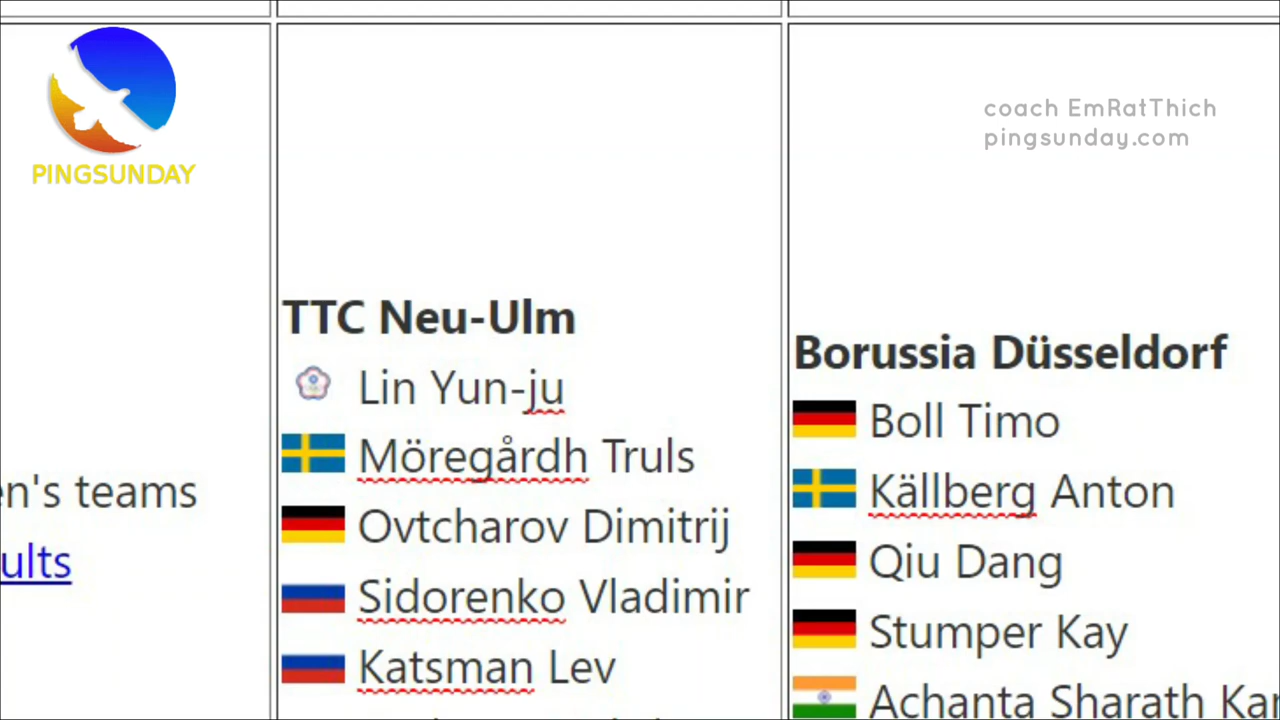 PINGSUNDAY
coach EmRatThich
pingsunday.com
en's teams
ults
TTC Neu-Ulm
Lin Yun-ju
Möregårdh Truls
Ovtcharov Dimitrij
Sidorenko Vladimir
Katsman Lev
Borussia Düsseldorf
Boll Timo
Källberg Anton
Qiu Dang
Stumper Kay
Achanta Sharath Kar